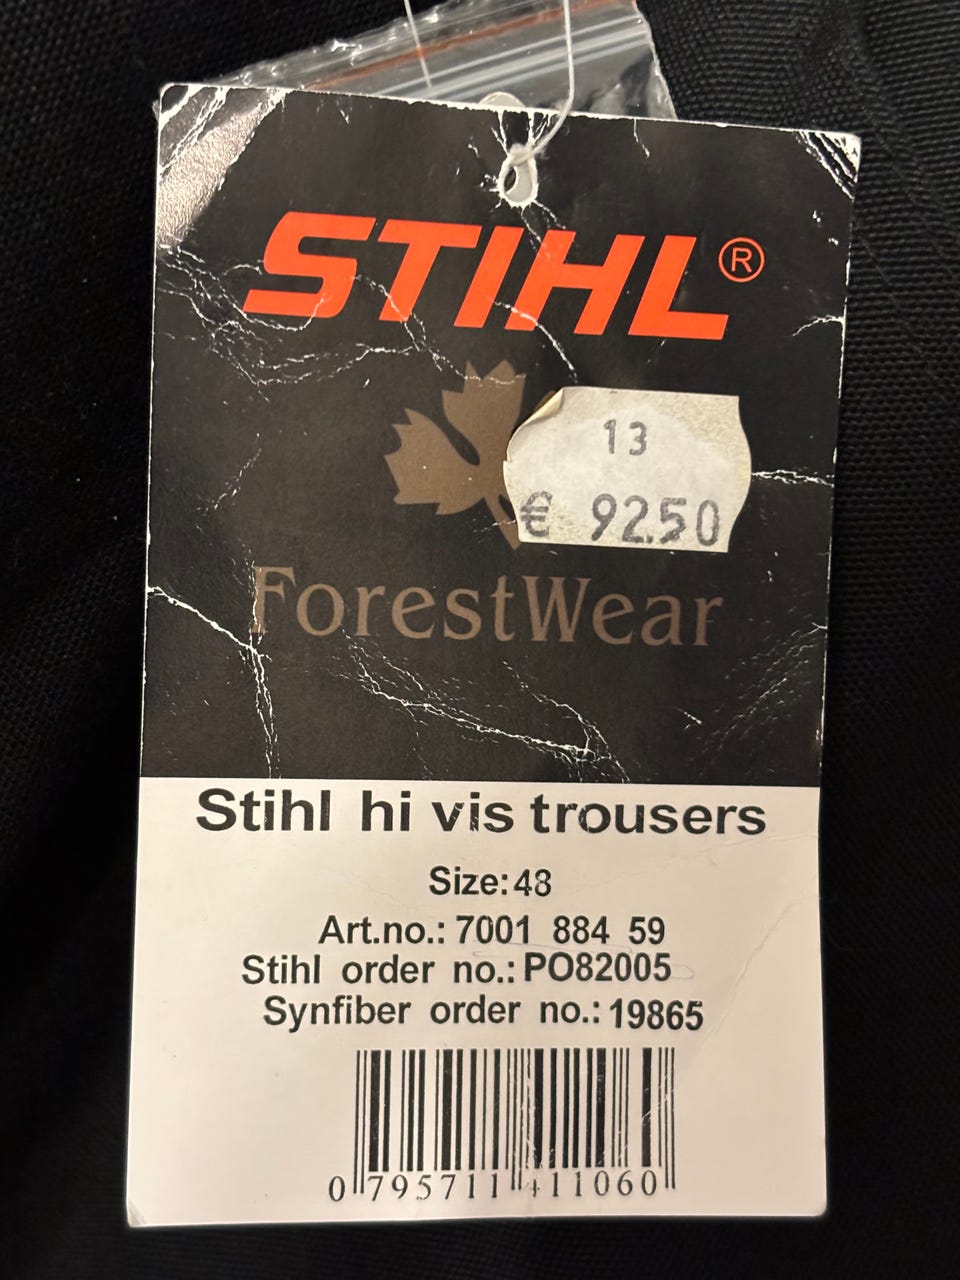 STIHL®
13
€ 92.50
ForestWear
Stihl hi vis trousers
Size:48
Art.no.: 7001 884 59
Stihl order no.: PO82005
Synfiber order no.: 19865
0 795711 411060